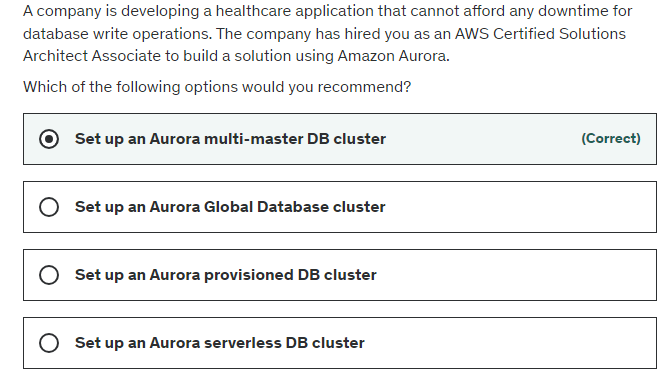 A company is developing a healthcare application that cannot afford any downtime for
database write operations. The company has hired you as an AWS Certified Solutions
Architect Associate to build a solution using Amazon Aurora.
Which of the following options would you recommend?
Set up an Aurora multi-master DB cluster (Correct)
Set up an Aurora Global Database cluster
Set up an Aurora provisioned DB cluster
Set up an Aurora serverless DB cluster